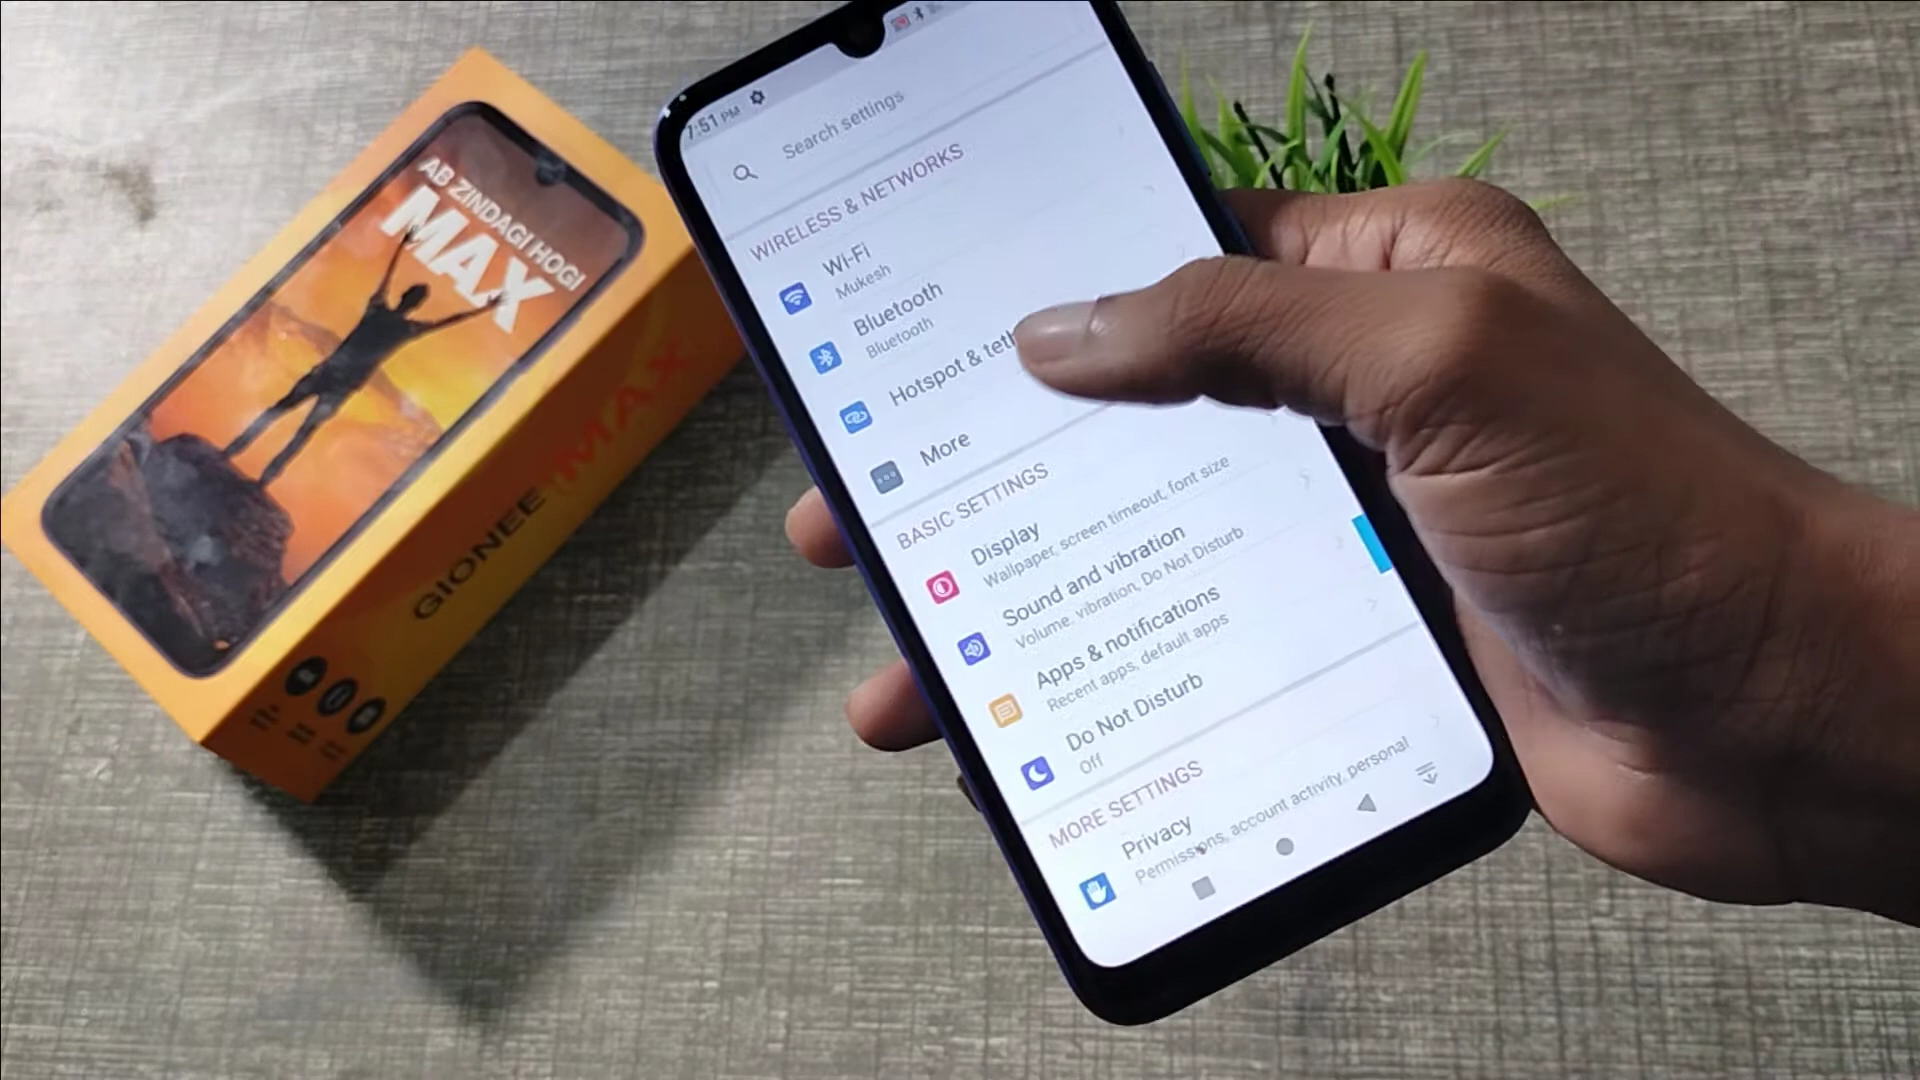 AB ZINDAGI HOGI
MAX
GIONEE MAX
7:51 PM
Search settings
WIRELESS & NETWORKS
Wi-Fi
Mukesh
Bluetooth
Bluetooth
Hotspot & teth
More
BASIC SETTINGS
Display
Wallpaper, screen timeout, font size
Sound and vibration
Volume, vibration, Do Not Disturb
Apps & notifications
Recent apps, default apps
Do Not Disturb
Off
MORE SETTINGS
Privacy
Permissions, account activity, personal